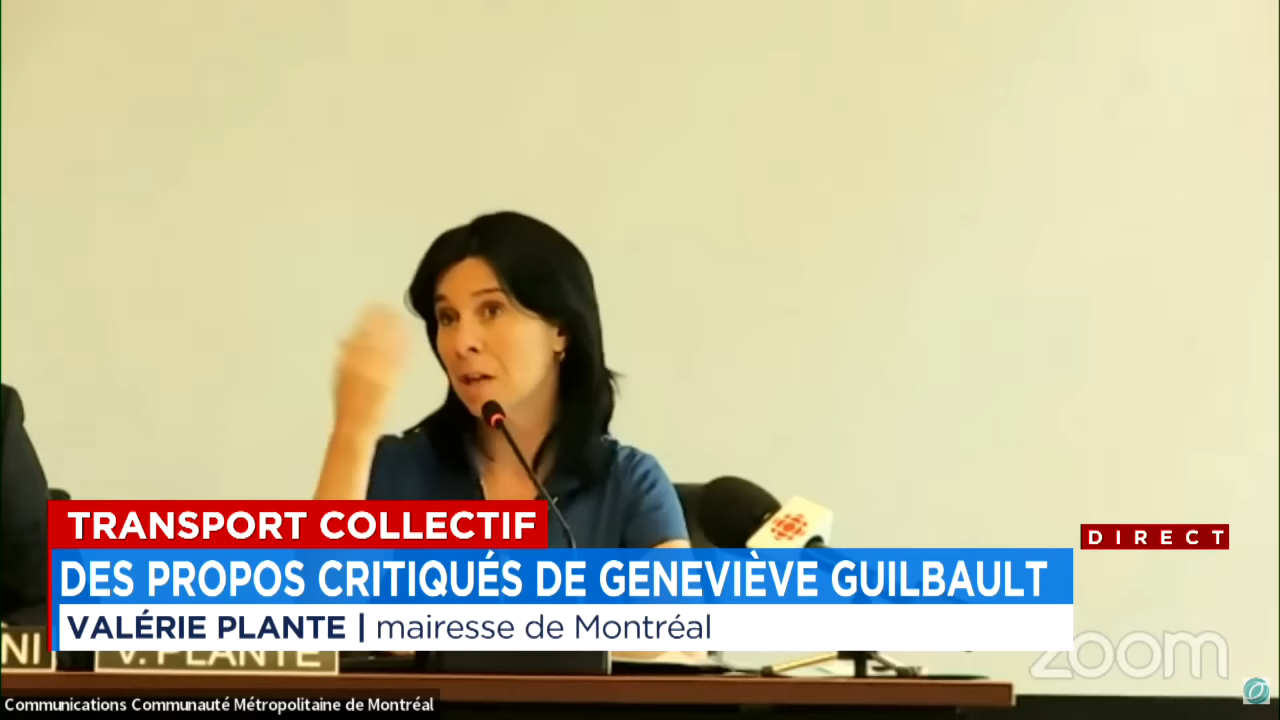 TRANSPORT COLLECTIF
DIRECT
DES PROPOS CRITIQUÉS DE GENEVIÈVE GUILBAULT
VALÉRIE PLANTE | mairesse de Montréal
NI
V. PLANTE
zoom
Communications Communauté Métropolitaine de Montréal